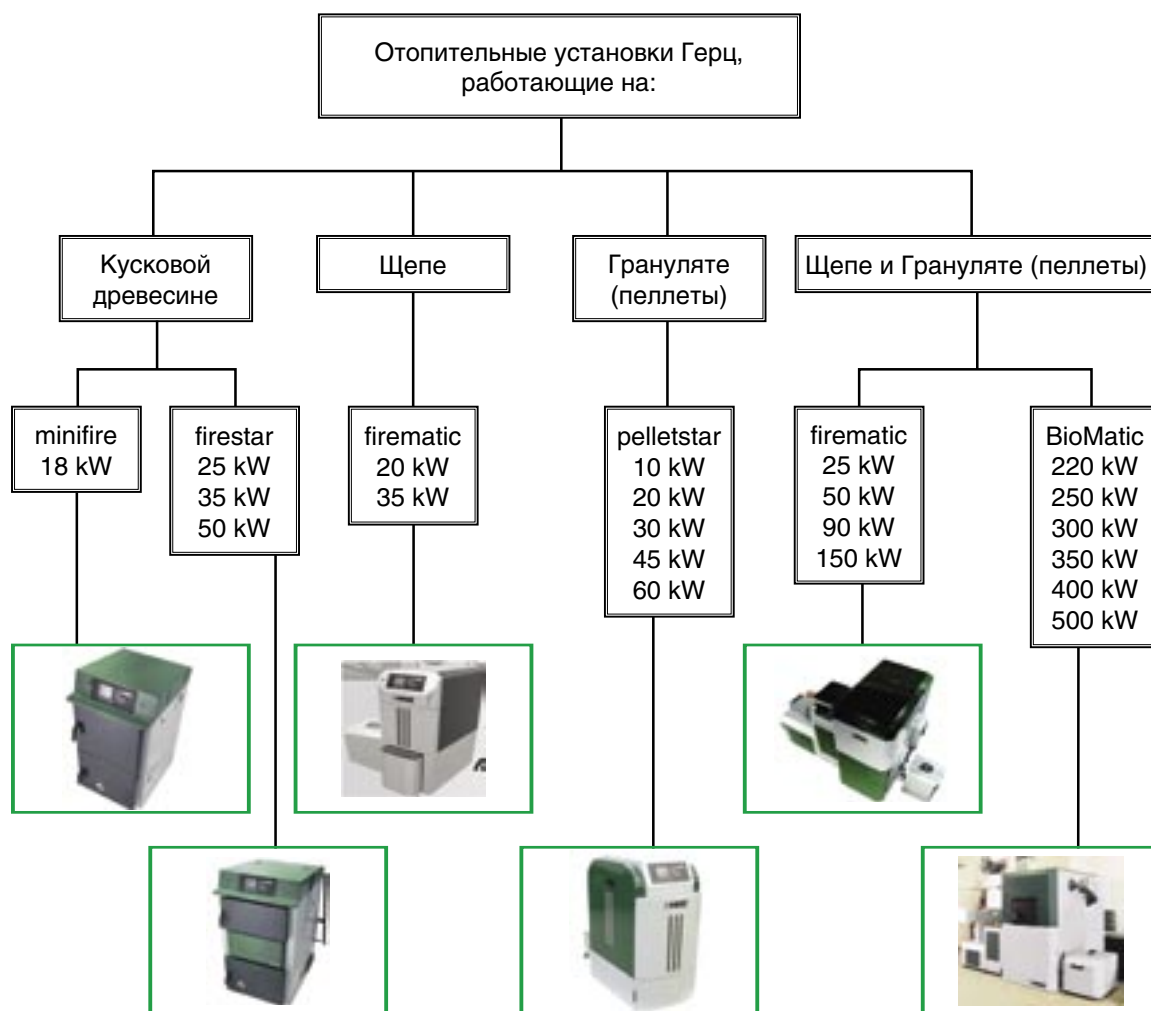 Отопительные установки Герц,
работающие на:
Кусковой
древесине
Щепе
Грануляте
(пеллеты)
Щепе и Грануляте (пеллеты)
minifire
18 kW
firestar
25 kW
35 kW
50 kW
firematic
20 kW
35 kW
pelletstar
10 kW
20 kW
30 kW
45 kW
60 kW
firematic
25 kW
50 kW
90 kW
150 kW
BioMatic
220 kW
250 kW
300 kW
350 kW
400 kW
500 kW